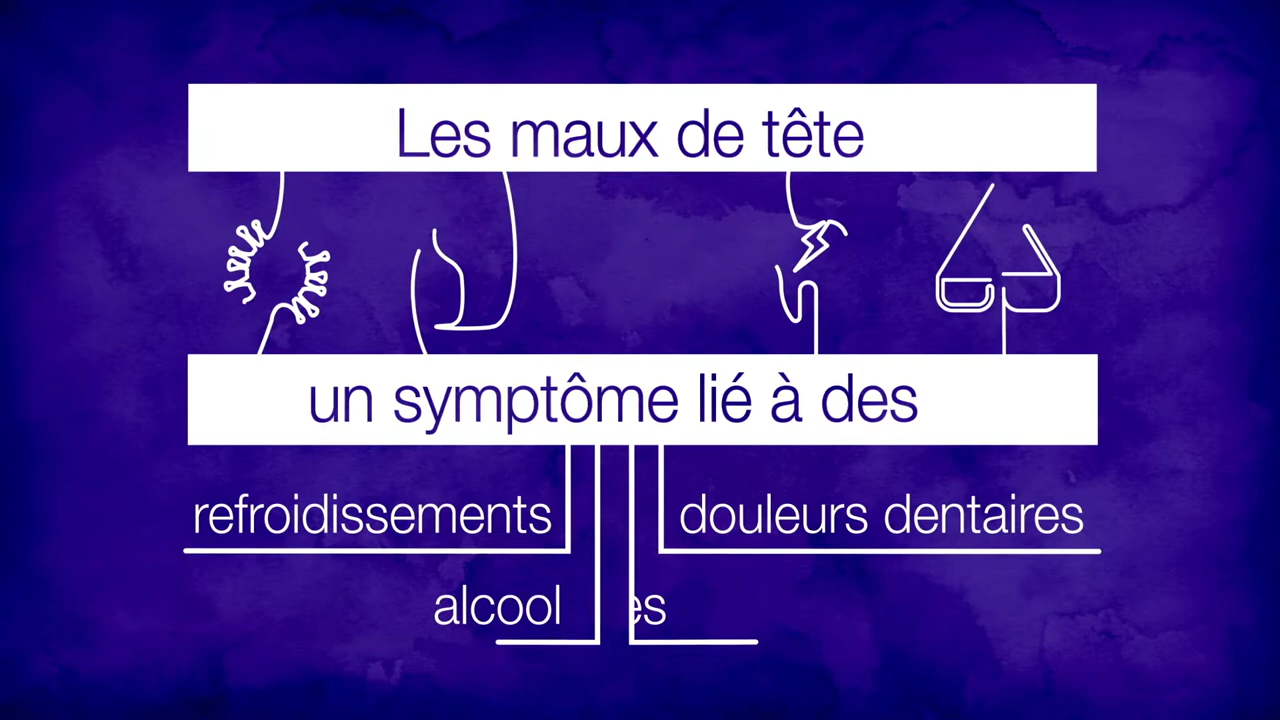 Les maux de tête
un symptôme lié à des
refroidissements
douleurs dentaires
alcool